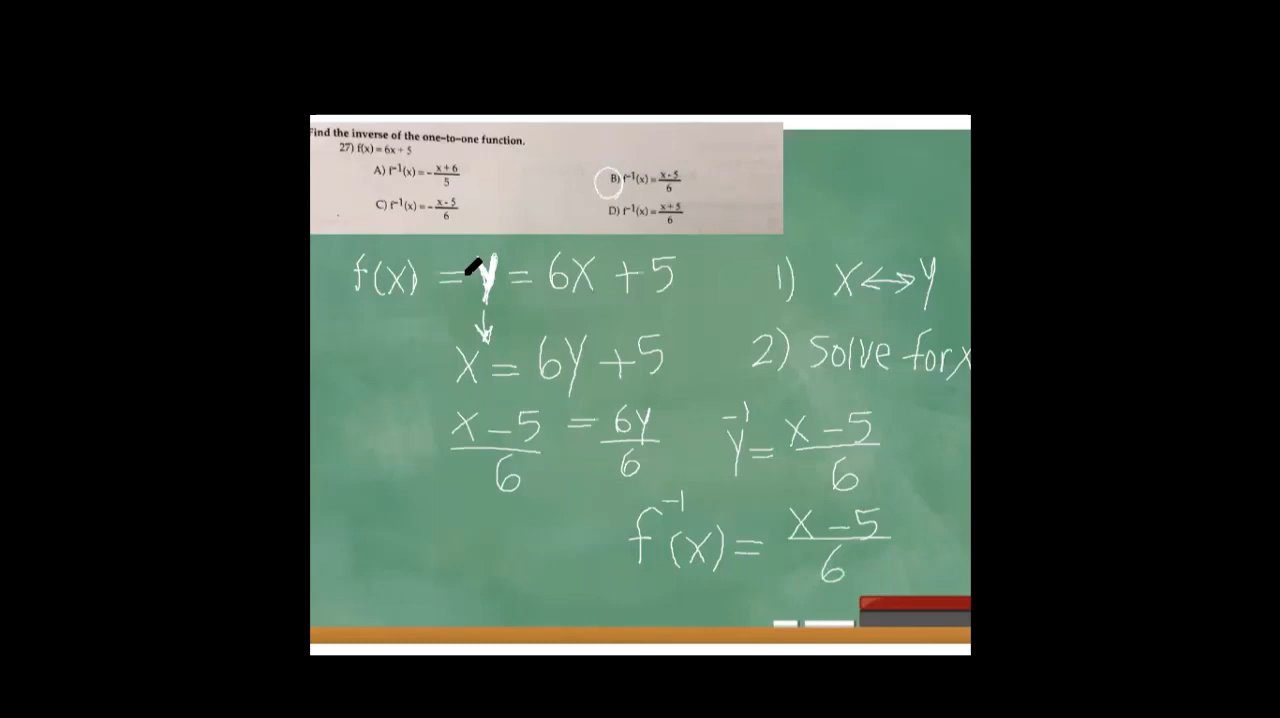 Find the inverse of the one-to-one function.
27) f(x) = 6x + 5
A) f⁻¹(x) = - x + 6 / 5
B) f⁻¹(x) = x - 5 / 6
C) f⁻¹(x) = - x - 5 / 6
D) f⁻¹(x) = x + 5 / 6
f(x) = y = 6x + 5
1) x ↔ y
x = 6y + 5
2) Solve for x
x - 5 / 6 = 6y / 6
y⁻¹ = x - 5 / 6
f⁻¹(x) = x - 5 / 6